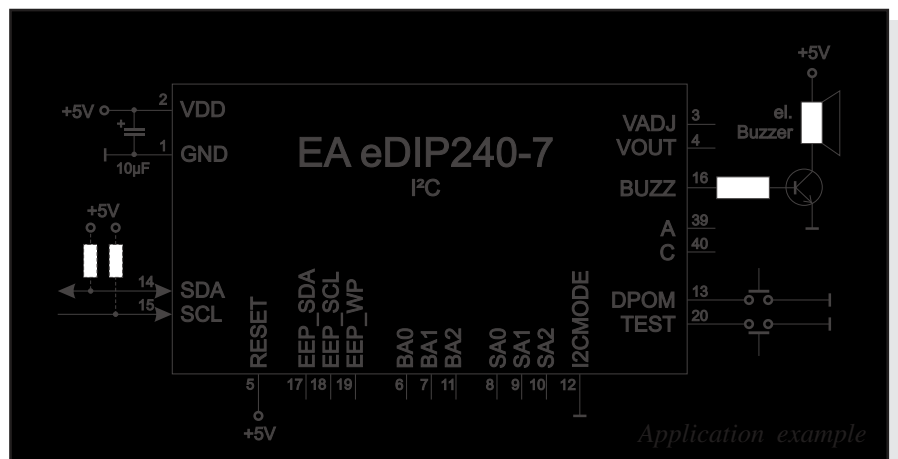 +5V
2
VDD
+5V
+
1
GND
10µF
EA eDIP240-7
I²C
VADJ
3
VOUT
4
el.
Buzzer
BUZZ
16
A
39
C
40
+5V
14
SDA
15
SCL
DPOM
13
TEST
20
RESET
EEP_SDA
EEP_SCL
EEP_WP
BA0
BA1
BA2
SA0
SA1
SA2
I2CMODE
5
17
18
19
6
7
11
8
9
10
12
+5V
Application example